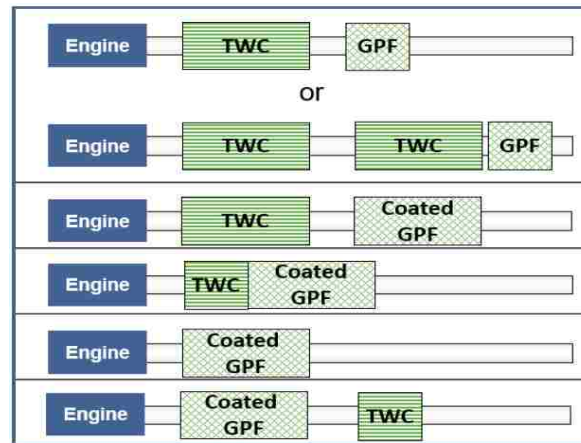 Engine TWC GPF
or
Engine TWC TWC GPF
Engine TWC Coated GPF
Engine TWC Coated GPF
Engine Coated GPF
Engine Coated GPF TWC